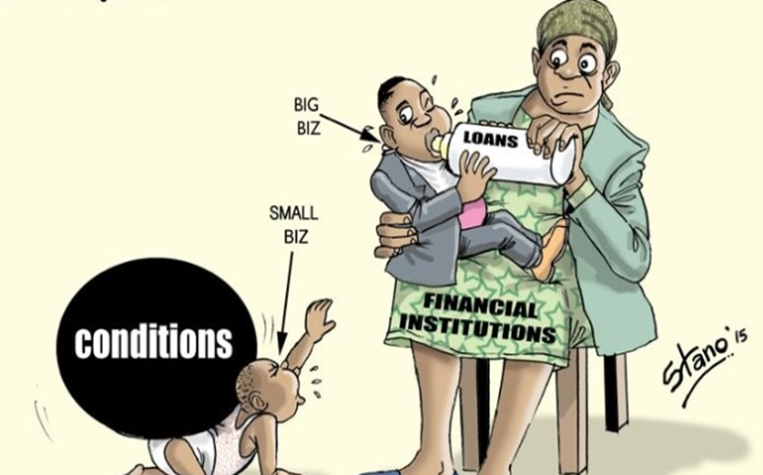 BIG
BIZ
LOANS
SMALL
BIZ
conditions
FINANCIAL
INSTITUTIONS
Stano '15